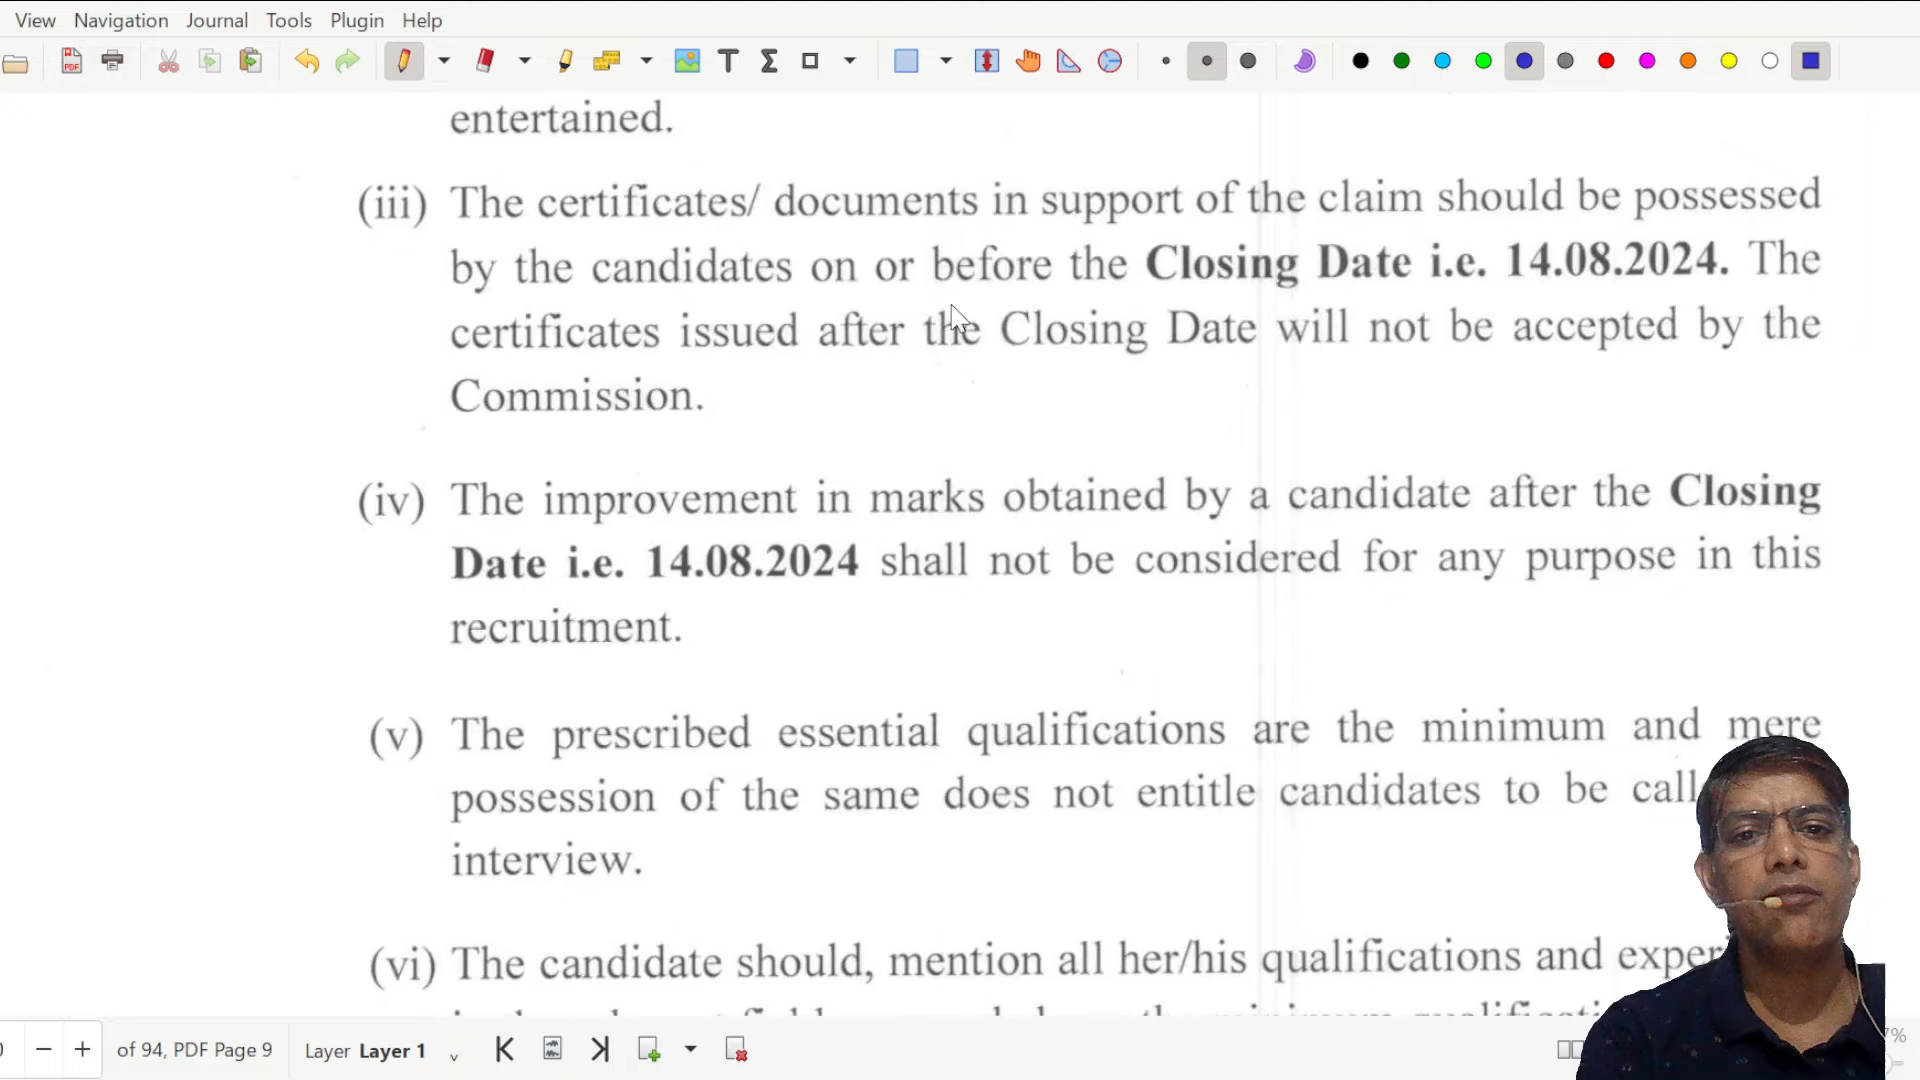 View Navigation Journal Tools Plugin Help
entertained.
(iii) The certificates/ documents in support of the claim should be possessed
by the candidates on or before the Closing Date i.e. 14.08.2024. The
certificates issued after the Closing Date will not be accepted by the
Commission.
(iv) The improvement in marks obtained by a candidate after the Closing
Date i.e. 14.08.2024 shall not be considered for any purpose in this
recruitment.
(v) The prescribed essential qualifications are the minimum and mere
possession of the same does not entitle candidates to be
interview.
(vi) The candidate should, mention all her/his qualifications and
of 94, PDF Page 9 Layer Layer 1